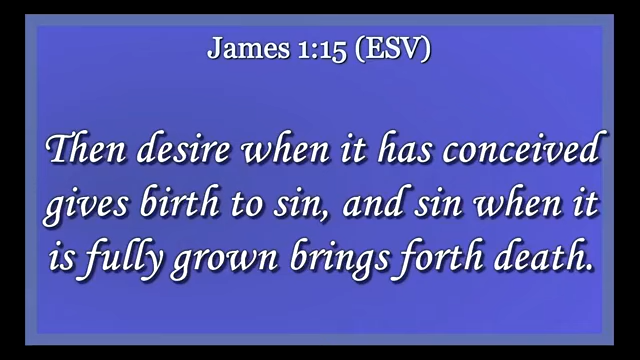 James 1:15 (ESV)
Then desire when it has conceived
gives birth to sin, and sin when it
is fully grown brings forth death.